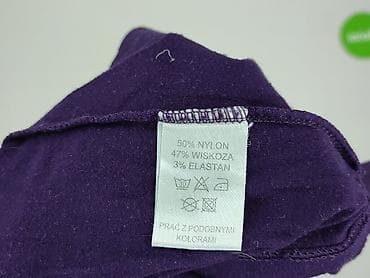 50% NYLON
47% WISKOZA
3% ELASTAN
PRAĆ Z PODOBNYMI
KOLORAMI